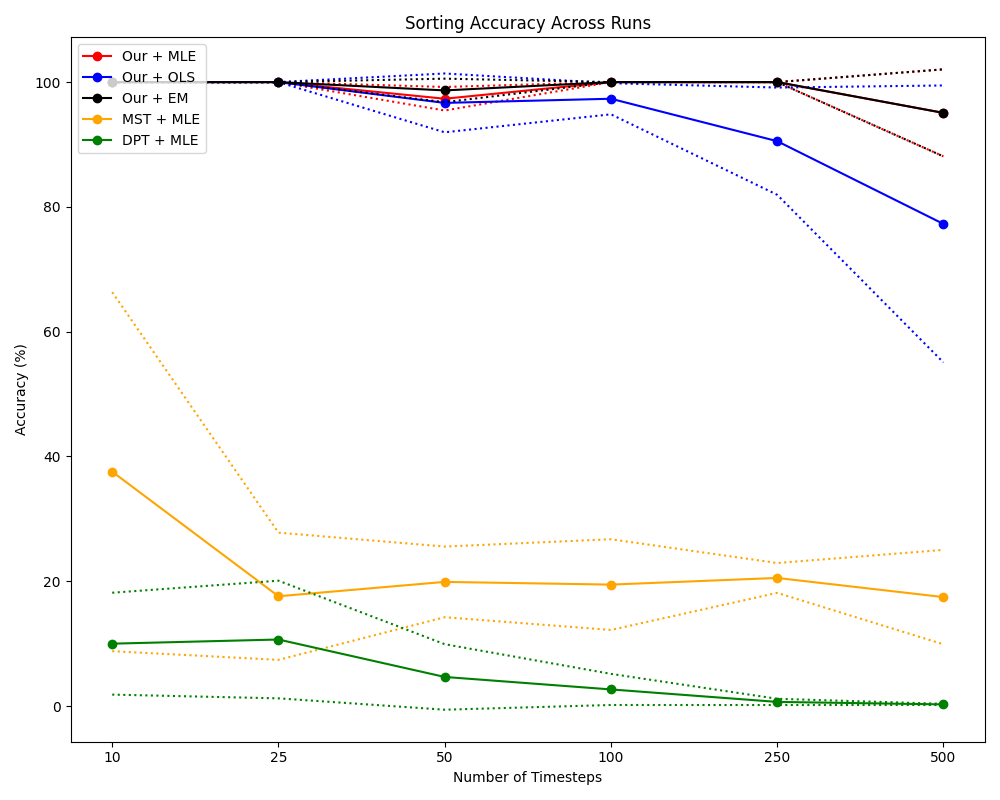 Sorting Accuracy Across Runs
Our + MLE
Our + OLS
Our + EM
MST + MLE
DPT + MLE
Accuracy (%)
100
80
60
40
20
0
10 25 50 100 250 500
Number of Timesteps